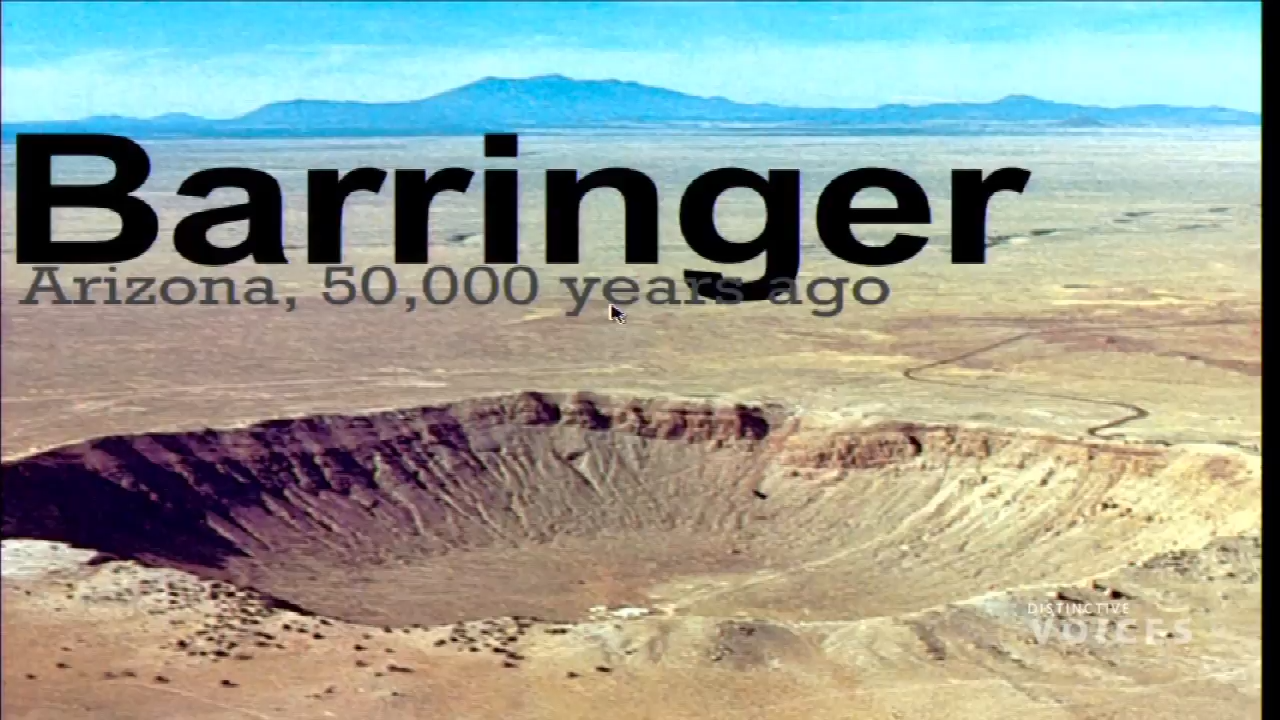 Barringer
Arizona, 50,000 years ago
DISTINCTIVE
VOICES